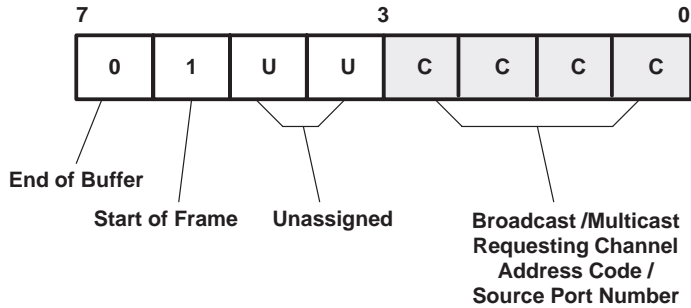 7 3 0
0 1 U U C C C C
End of Buffer
Start of Frame Unassigned
Broadcast /Multicast
Requesting Channel
Address Code /
Source Port Number